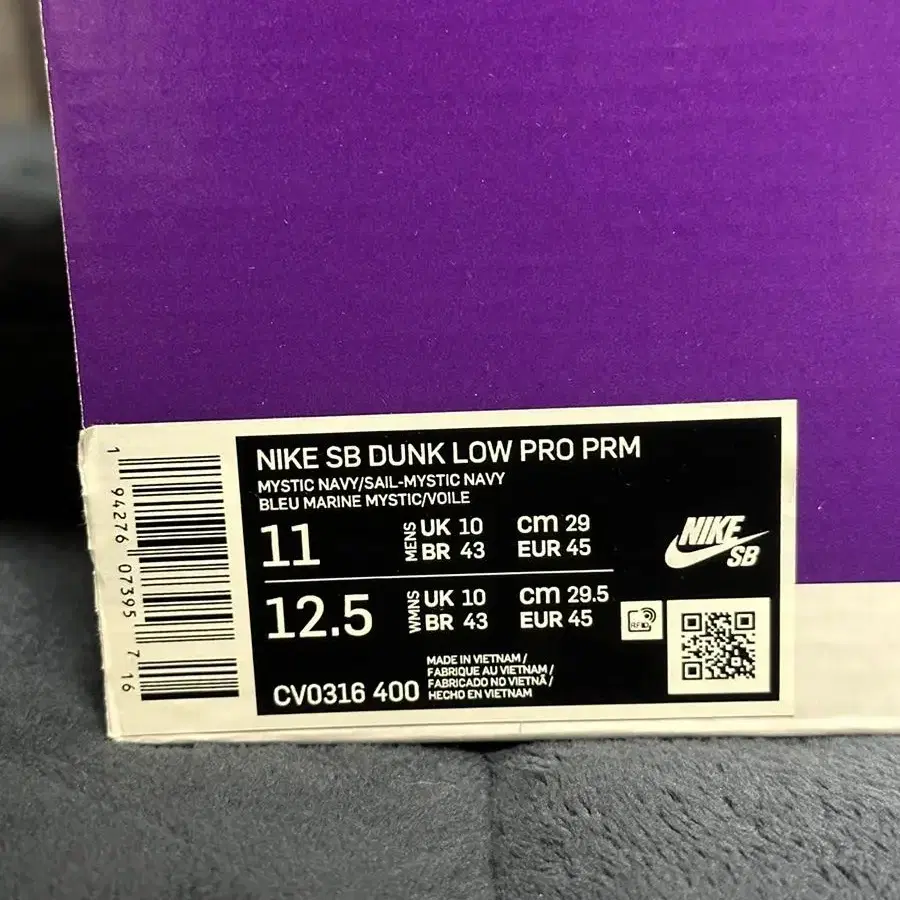 NIKE SB DUNK LOW PRO PRM
MYSTIC NAVY/SAIL-MYSTIC NAVY
BLEU MARINE MYSTIC/VOILE
11 MENS UK 10 cm 29
BR 43 EUR 45
12.5 WMNS UK 10 cm 29.5
BR 43 EUR 45
NIKE
SB
RFID
CV0316 400
MADE IN VIETNAM /
FABRIQUE AU VIETNAM /
FABRICADO NO VIETNÃ /
HECHO EN VIETNAM
1 94276 07395 7 16